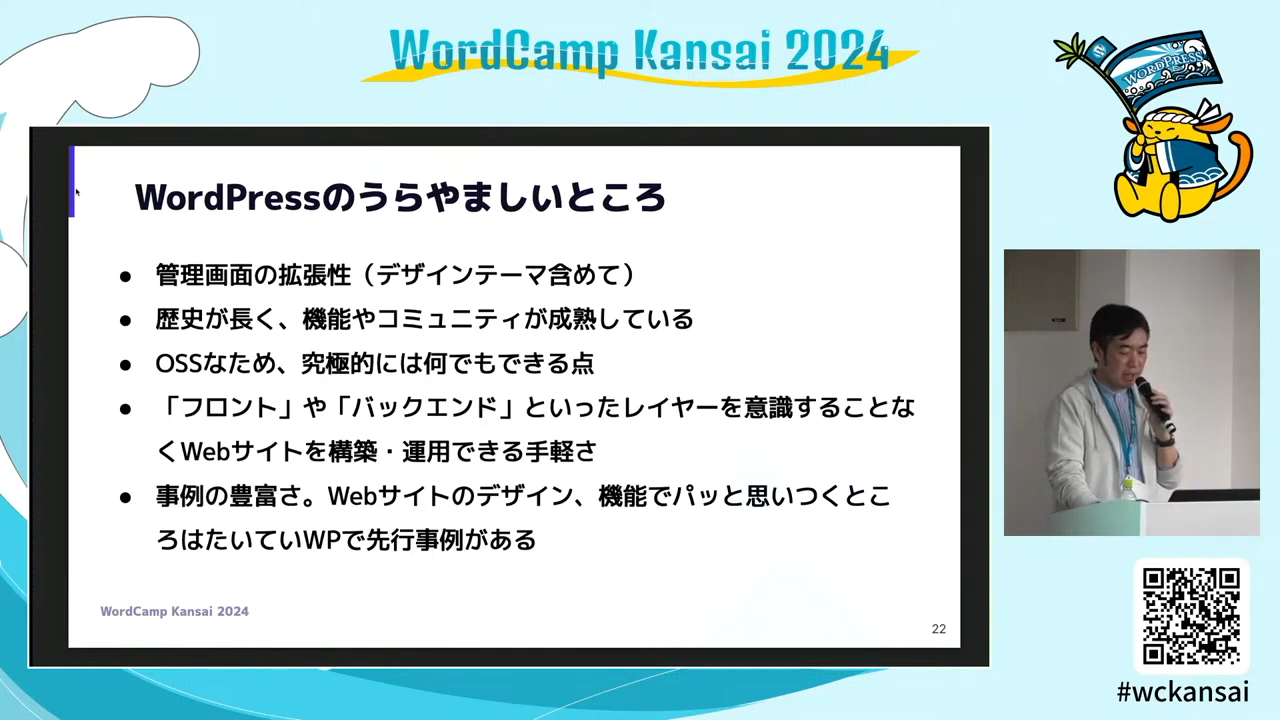 WordCamp Kansai 2024
WORDPRESS
W
WordPressのうらやましいところ
● 管理画面の拡張性（デザインテーマ含めて）
● 歴史が長く、機能やコミュニティが成熟している
● OSSなため、究極的には何でもできる点
● 「フロント」や「バックエンド」といったレイヤーを意識することな
くWebサイトを構築・運用できる手軽さ
● 事例の豊富さ。Webサイトのデザイン、機能でパッと思いつくとこ
ろはたいていWPで先行事例がある
WordCamp Kansai 2024
22
#wckansai